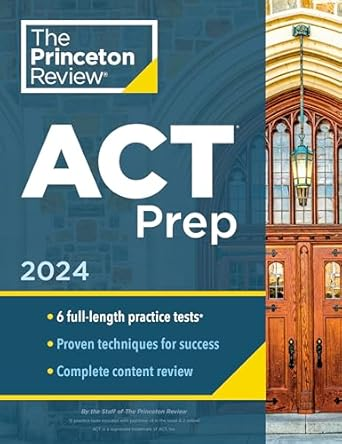 The
Princeton
Review®
ACT®
Prep
2024
• 6 full-length practice tests*
• Proven techniques for success
• Complete content review
By the Staff of The Princeton Review
ACT is a registered trademark of ACT, Inc.